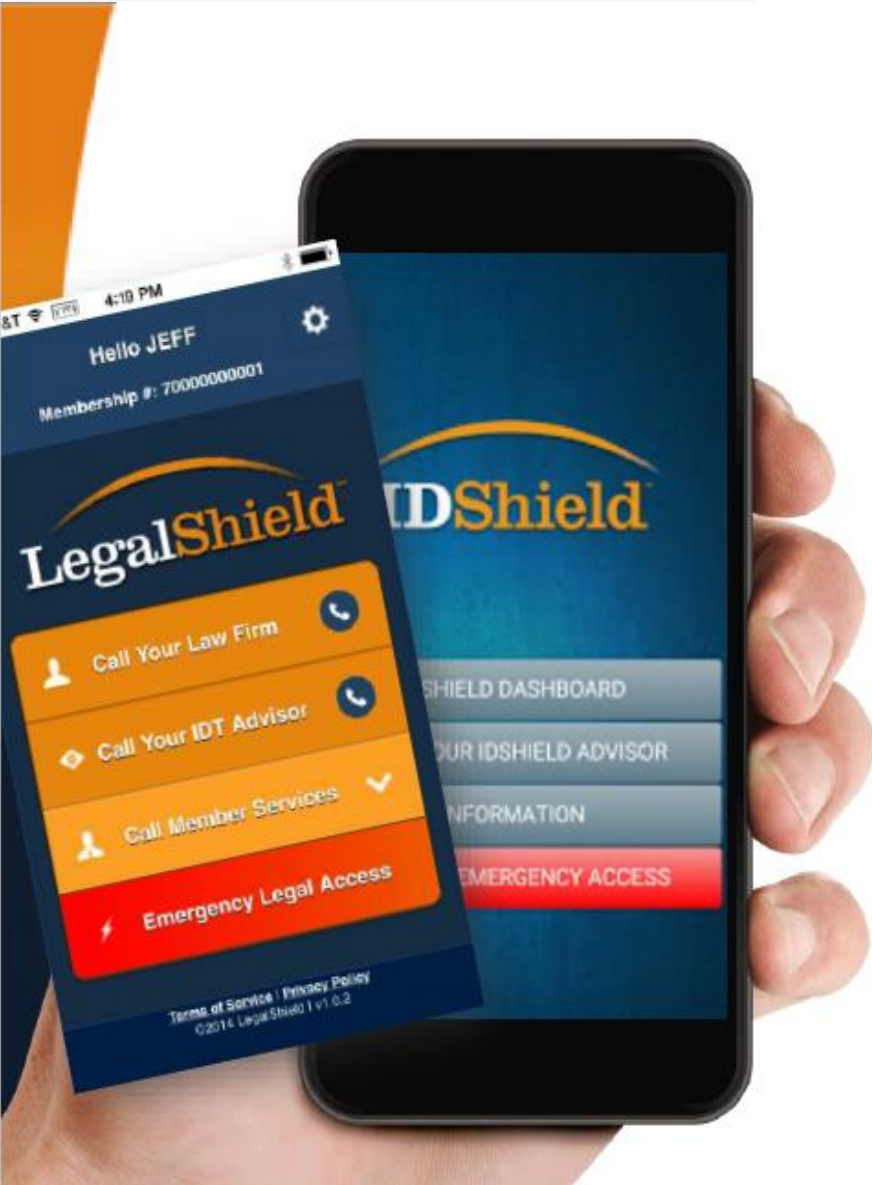 &T 4:19 PM
Hello JEFF
Membership #: 70000000001
LegalShield™
Call Your Law Firm
Call Your IDT Advisor
Call Member Services
Emergency Legal Access
Terms of Service | Privacy Policy
©2014 LegalShield | v1.0.2
IDShield
SHIELD DASHBOARD
OUR IDSHIELD ADVISOR
NFORMATION
EMERGENCY ACCESS